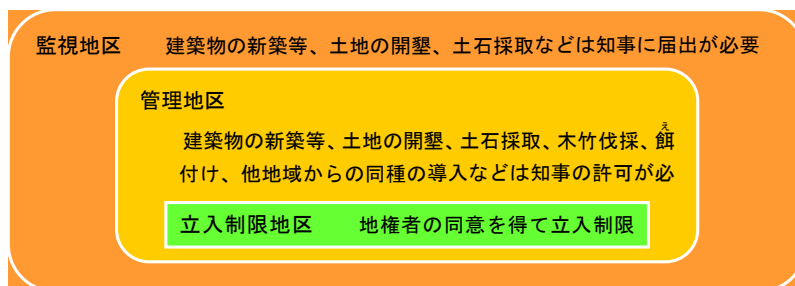 監視地区 建築物の新築等、土地の開墾、土石採取などは知事に届出が必要
管理地区
え
建築物の新築等、土地の開墾、土石採取、木竹伐採、餌
付け、他地域からの同種の導入などは知事の許可が必
立入制限地区 地権者の同意を得て立入制限